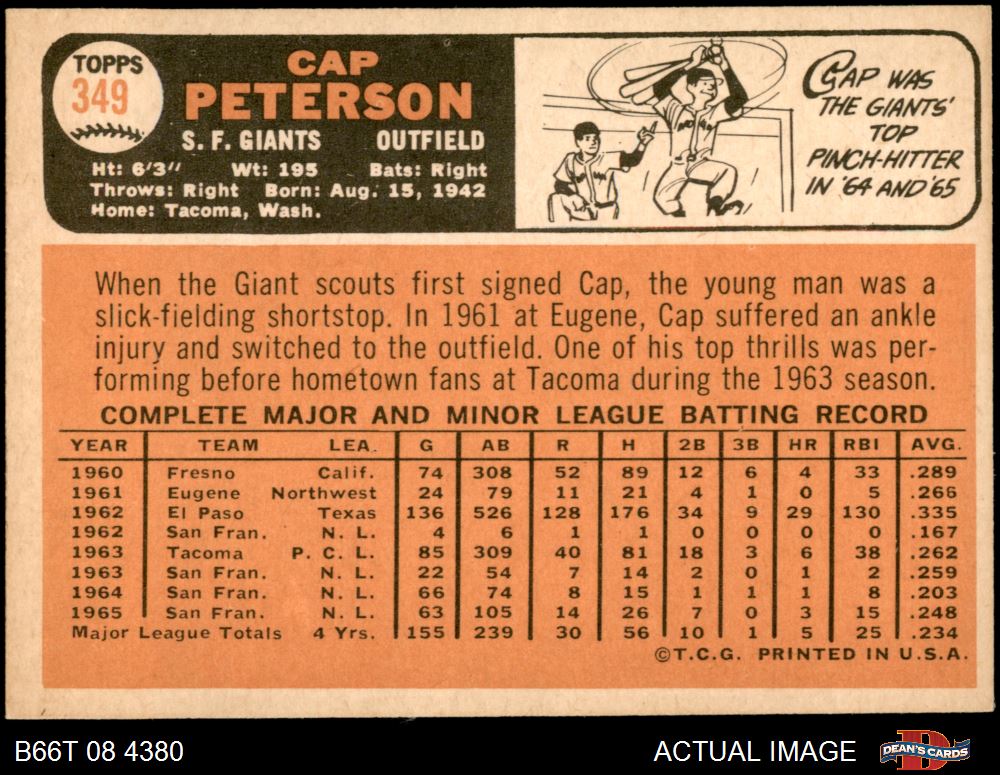 TOPPS
349
CAP
PETERSON
S. F. GIANTS OUTFIELD
Ht: 6'3" Wt: 195 Bats: Right
Throws: Right Born: Aug. 15, 1942
Home: Tacoma, Wash.
CAP WAS
THE GIANTS'
TOP
PINCH-HITTER
IN '64 AND '65
When the Giant scouts first signed Cap, the young man was a
slick-fielding shortstop. In 1961 at Eugene, Cap suffered an ankle
injury and switched to the outfield. One of his top thrills was per-
forming before hometown fans at Tacoma during the 1963 season.
COMPLETE MAJOR AND MINOR LEAGUE BATTING RECORD
YEAR TEAM LEA. G AB R H 2B 3B HR RBI AVG.
1960 Fresno Calif. 74 308 52 89 12 6 4 33 .289
1961 Eugene Northwest 24 79 11 21 4 1 0 5 .266
1962 El Paso Texas 136 526 128 176 34 9 29 130 .335
1962 San Fran. N. L. 4 6 1 1 0 0 0 0 .167
1963 Tacoma P. C. L. 85 309 40 81 18 3 6 38 .262
1963 San Fran. N. L. 22 54 7 14 2 0 1 2 .259
1964 San Fran. N. L. 66 74 8 15 1 1 1 8 .203
1965 San Fran. N. L. 63 105 14 26 7 0 3 15 .248
Major League Totals 4 Yrs. 155 239 30 56 10 1 5 25 .234
©T.C.G. PRINTED IN U.S.A.
B66T 08 4380 ACTUAL IMAGE DEAN'S CARDS